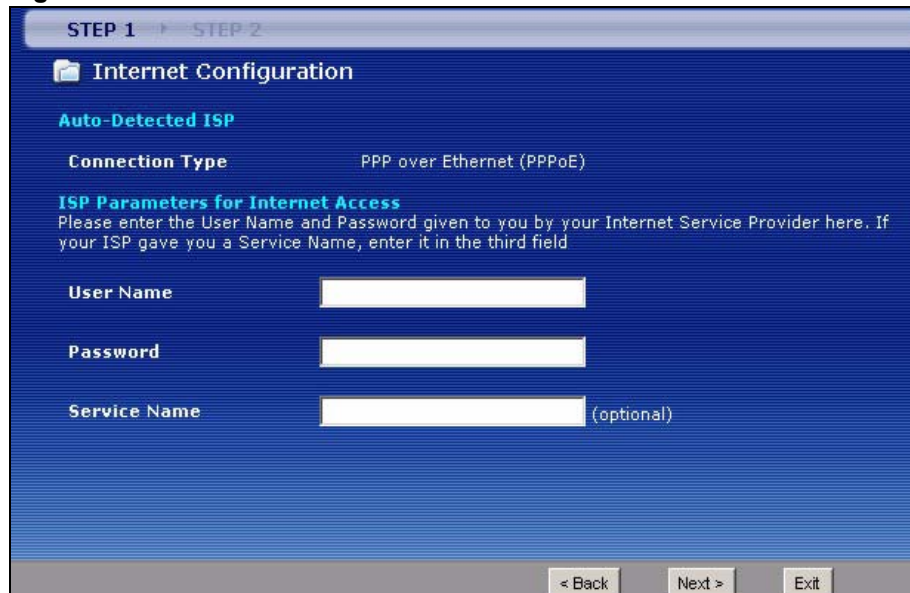 STEP 1 STEP 2
Internet Configuration
Auto-Detected ISP
Connection Type PPP over Ethernet (PPPoE)
ISP Parameters for Internet Access
Please enter the User Name and Password given to you by your Internet Service Provider here. If
your ISP gave you a Service Name, enter it in the third field
User Name
Password
Service Name (optional)
< Back Next > Exit